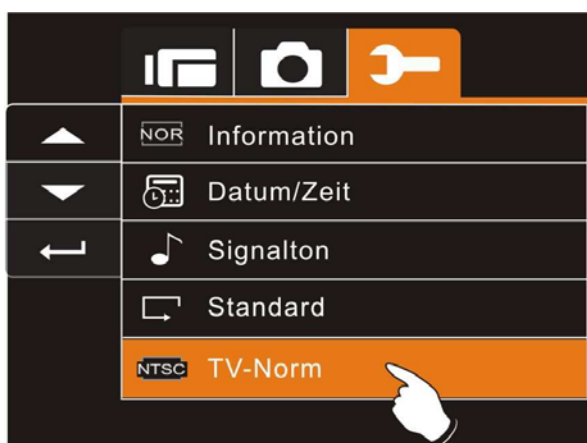 NOR Information
Datum/Zeit
Signalton
Standard
NTSC TV-Norm